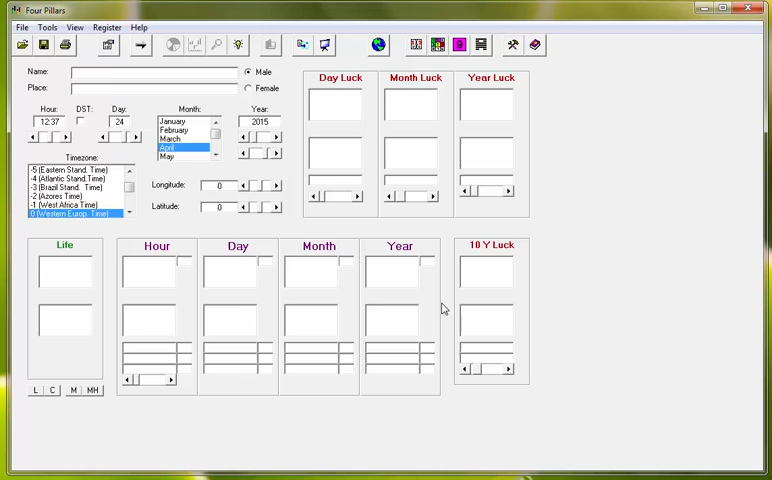 Four Pillars
File Tools View Register Help
Name:
Male
Place:
Female
Hour: DST: Day: Month: Year:
12:37 24 2015
January
February
March
April
May
Timezone:
-5 (Eastern Stand. Time)
-4 (Atlantic Stand.Time)
-3 (Brazil Stand. Time)
-2 (Azores Time)
-1 (West Africa Time)
0 (Western Europ. Time)
Longitude: 0
Latitude: 0
Day Luck Month Luck Year Luck
9
Life Hour Day Month Year 10 Y Luck
L C M MH